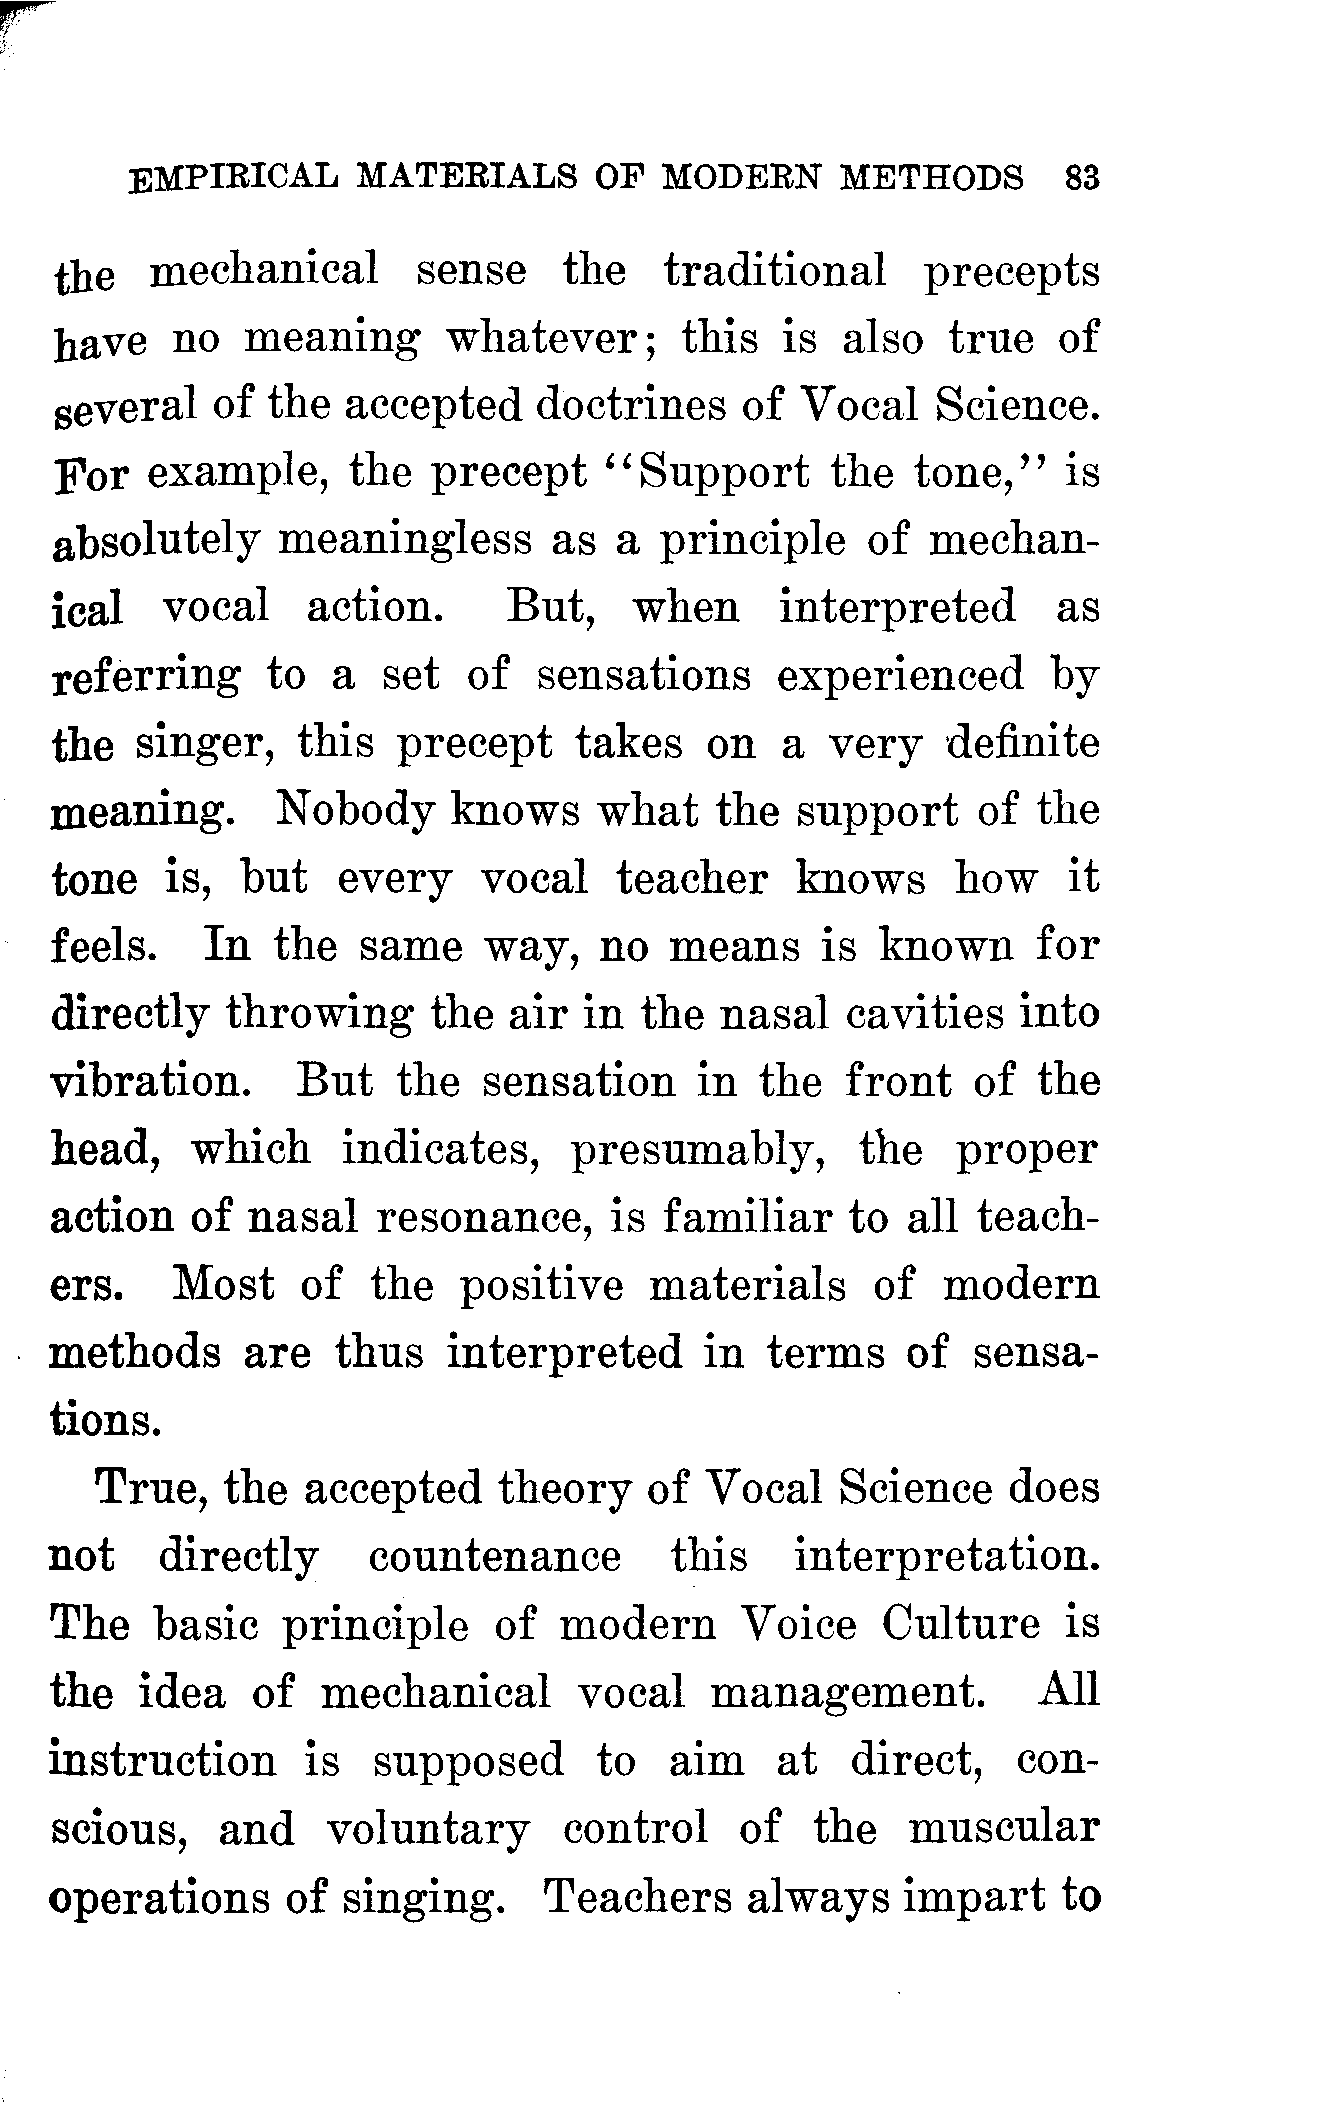 EMPIRICAL MATERIALS OF MODERN METHODS 83
the mechanical sense the traditional precepts
have no meaning whatever; this is also true of
several of the accepted doctrines of Vocal Science.
For example, the precept "Support the tone," is
absolutely meaningless as a principle of mechan-
ical vocal action. But, when interpreted as
referring to a set of sensations experienced by
the singer, this precept takes on a very definite
meaning. Nobody knows what the support of the
tone is, but every vocal teacher knows how it
feels. In the same way, no means is known for
directly throwing the air in the nasal cavities into
vibration. But the sensation in the front of the
head, which indicates, presumably, the proper
action of nasal resonance, is familiar to all teach-
ers. Most of the positive materials of modern
methods are thus interpreted in terms of sensa-
tions.
True, the accepted theory of Vocal Science does
not directly countenance this interpretation.
The basic principle of modern Voice Culture is
the idea of mechanical vocal management. All
instruction is supposed to aim at direct, con-
scious, and voluntary control of the muscular
operations of singing. Teachers always impart to